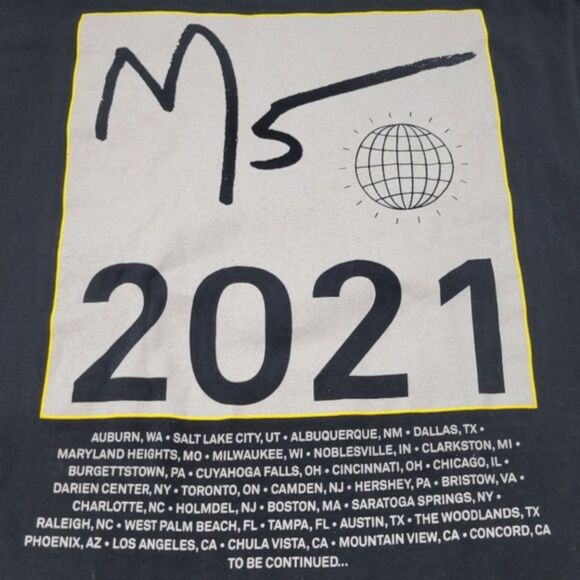 M5
2021
AUBURN, WA • SALT LAKE CITY, UT • ALBUQUERQUE, NM • DALLAS, TX •
MARYLAND HEIGHTS, MO • MILWAUKEE, WI • NOBLESVILLE, IN • CLARKSTON, MI •
BURGETTSTOWN, PA • CUYAHOGA FALLS, OH • CINCINNATI, OH • CHICAGO, IL •
DARIEN CENTER, NY • TORONTO, ON • CAMDEN, NJ • HERSHEY, PA • BRISTOW, VA •
CHARLOTTE, NC • HOLMDEL, NJ • BOSTON, MA • SARATOGA SPRINGS, NY •
RALEIGH, NC • WEST PALM BEACH, FL • TAMPA, FL • AUSTIN, TX • THE WOODLANDS, TX
PHOENIX, AZ • LOS ANGELES, CA • CHULA VISTA, CA • MOUNTAIN VIEW, CA • CONCORD, CA
TO BE CONTINUED...